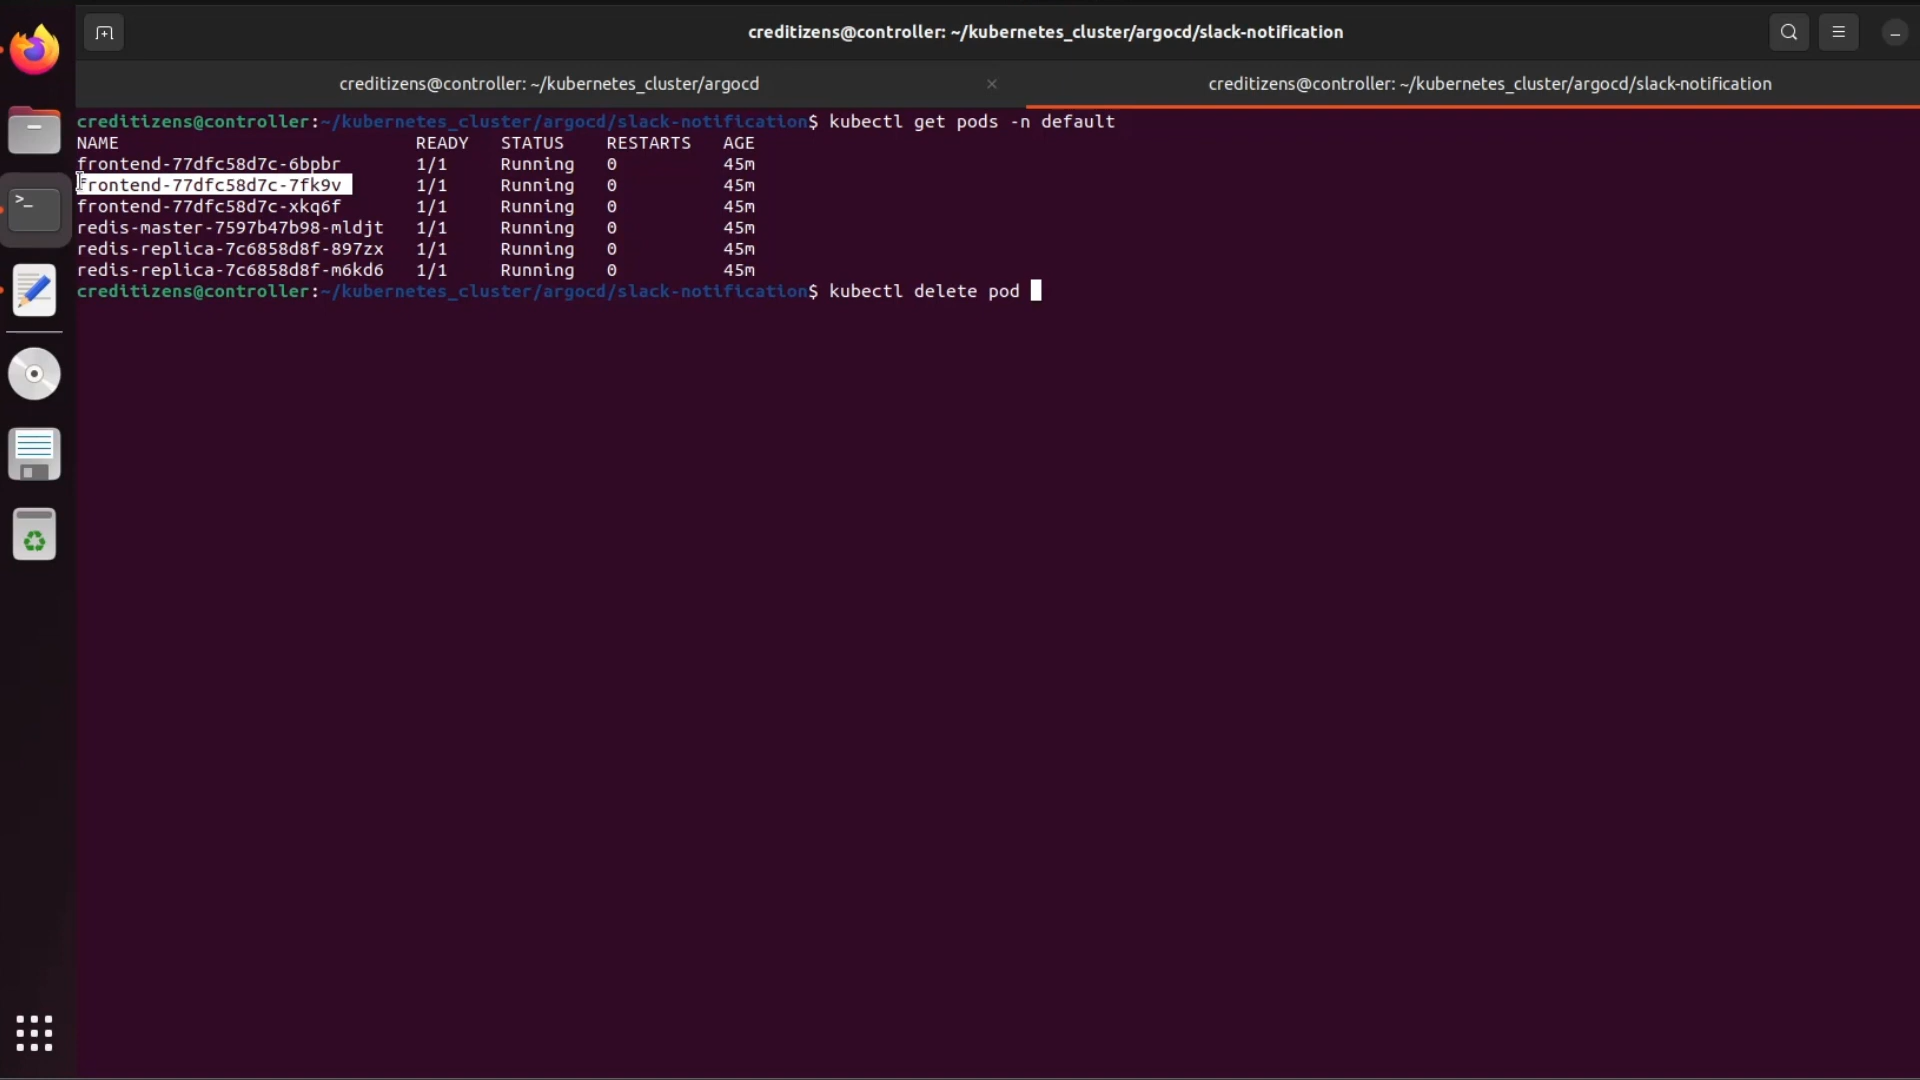 creditizens@controller: ~/kubernetes_cluster/argocd/slack-notification
creditizens@controller: ~/kubernetes_cluster/argocd
creditizens@controller: ~/kubernetes_cluster/argocd/slack-notification
creditizens@controller:~/kubernetes_cluster/argocd/slack-notification$ kubectl get pods -n default
NAME READY STATUS RESTARTS AGE
frontend-77dfc58d7c-6bpbr 1/1 Running 0 45m
frontend-77dfc58d7c-7fk9v 1/1 Running 0 45m
frontend-77dfc58d7c-xkq6f 1/1 Running 0 45m
redis-master-7597b47b98-mldjt 1/1 Running 0 45m
redis-replica-7c6858d8f-897zx 1/1 Running 0 45m
redis-replica-7c6858d8f-m6kd6 1/1 Running 0 45m
creditizens@controller:~/kubernetes_cluster/argocd/slack-notification$ kubectl delete pod